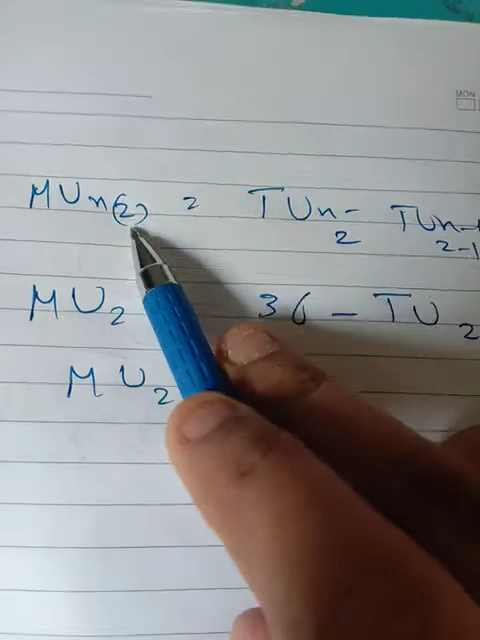 MON
MUn(2) = TUn- TUn-1
2 2-1
MU2 36 - TU2
MU2